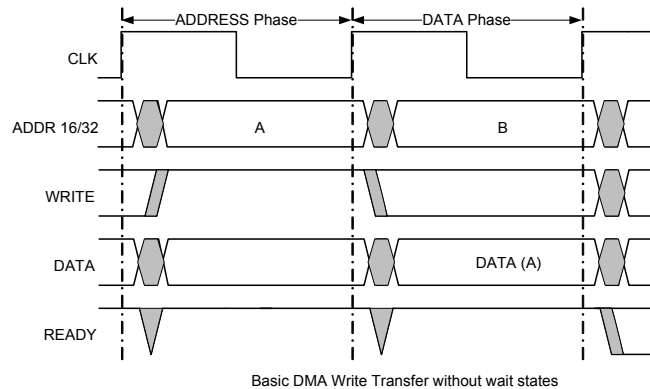 ADDRESS Phase DATA Phase
CLK
ADDR 16/32 A B
WRITE
DATA DATA (A)
READY
Basic DMA Write Transfer without wait states